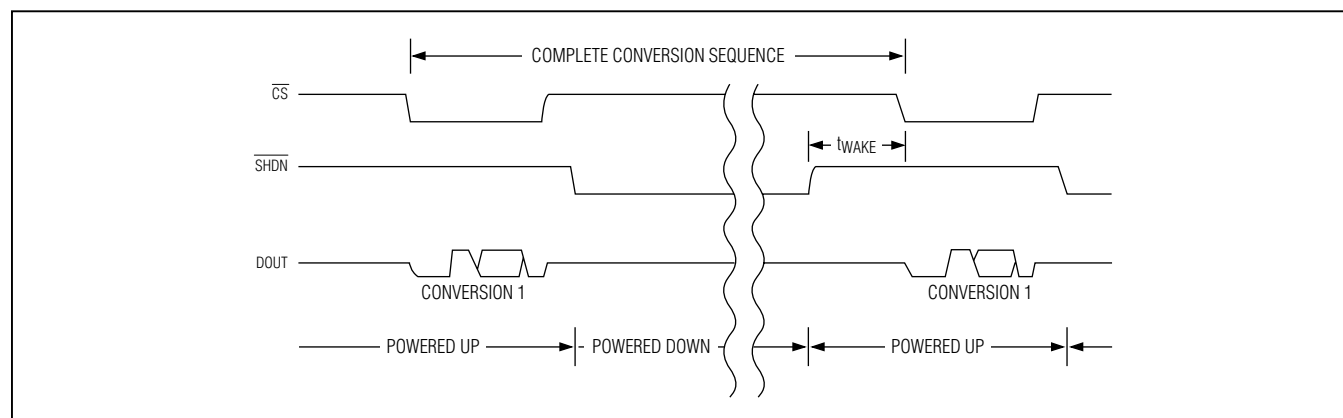 COMPLETE CONVERSION SEQUENCE
CS
tWAKE
SHDN
DOUT
CONVERSION 1
CONVERSION 1
POWERED UP
POWERED DOWN
POWERED UP